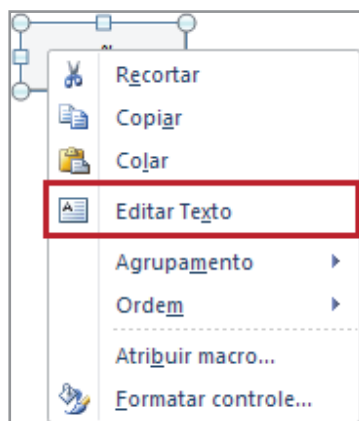 Recortar
Copiar
Colar
Editar Texto
Agrupamento
Ordem
Atribuir macro...
Formatar controle...